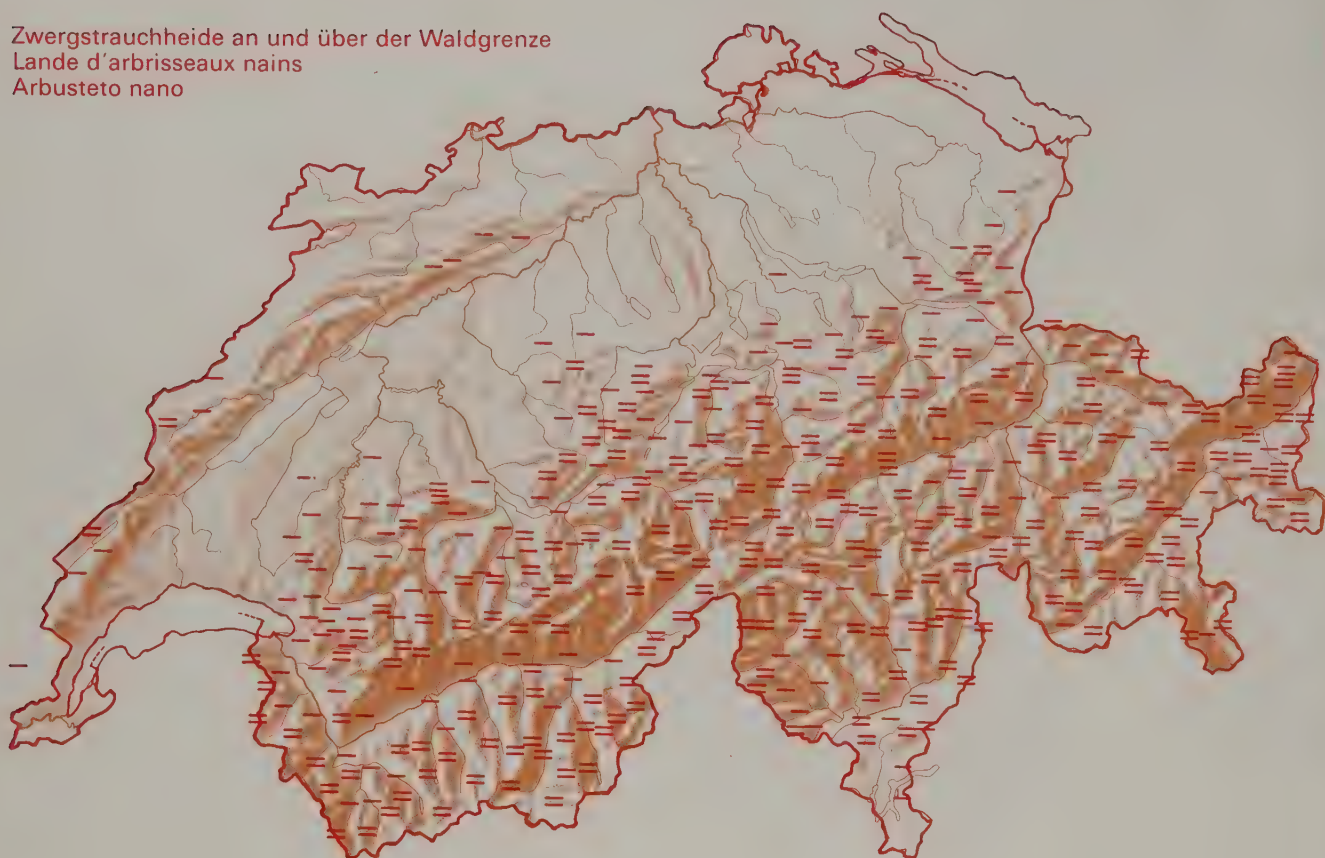 Zwergstrauchheide an und über der Waldgrenze
Lande d'arbrisseaux nains
Arbusteto nano